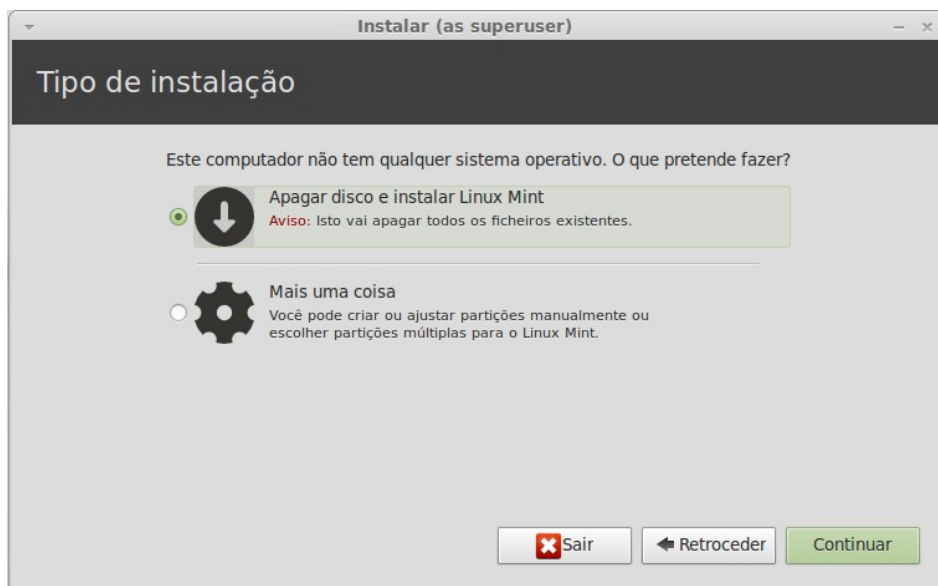 Instalar (as superuser)
Tipo de instalação
Este computador não tem qualquer sistema operativo. O que pretende fazer?
Apagar disco e instalar Linux Mint
Aviso: Isto vai apagar todos os ficheiros existentes.
Mais uma coisa
Você pode criar ou ajustar partições manualmente ou
escolher partições múltiplas para o Linux Mint.
Sair
Retroceder
Continuar